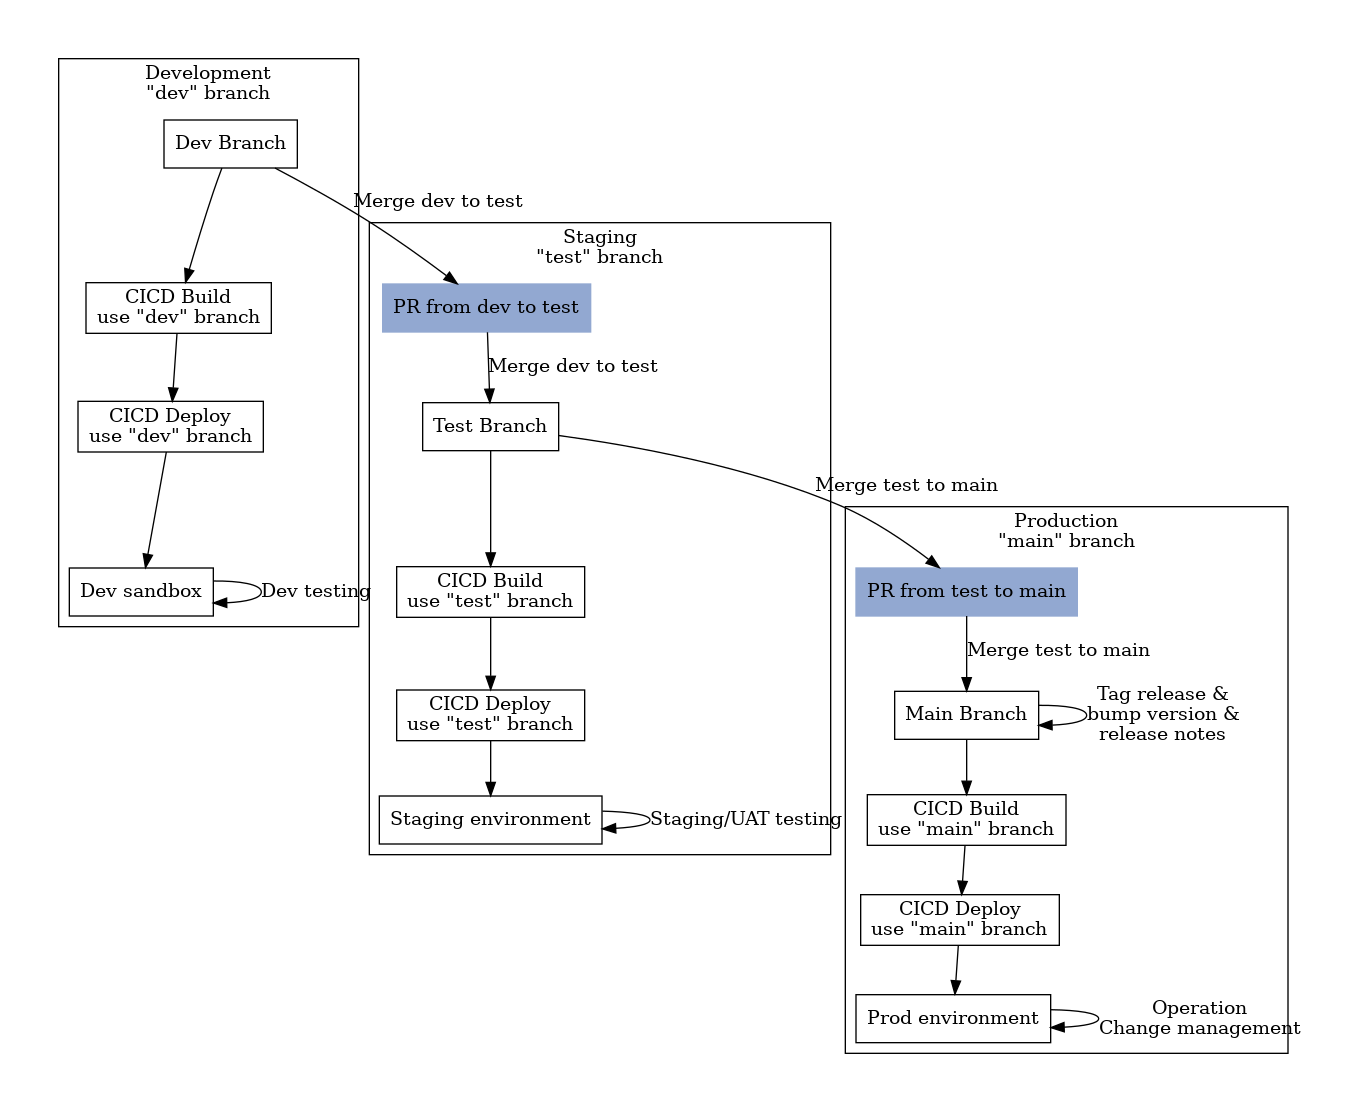 Development
"dev" branch
Dev Branch
Merge dev to test
CICD Build
use "dev" branch
CICD Deploy
use "dev" branch
Dev sandbox
Dev testing
Staging
"test" branch
PR from dev to test
Merge dev to test
Test Branch
Merge test to main
CICD Build
use "test" branch
CICD Deploy
use "test" branch
Staging environment
Staging/UAT testing
Production
"main" branch
PR from test to main
Merge test to main
Main Branch
Tag release &
bump version &
release notes
CICD Build
use "main" branch
CICD Deploy
use "main" branch
Prod environment
Operation
Change management